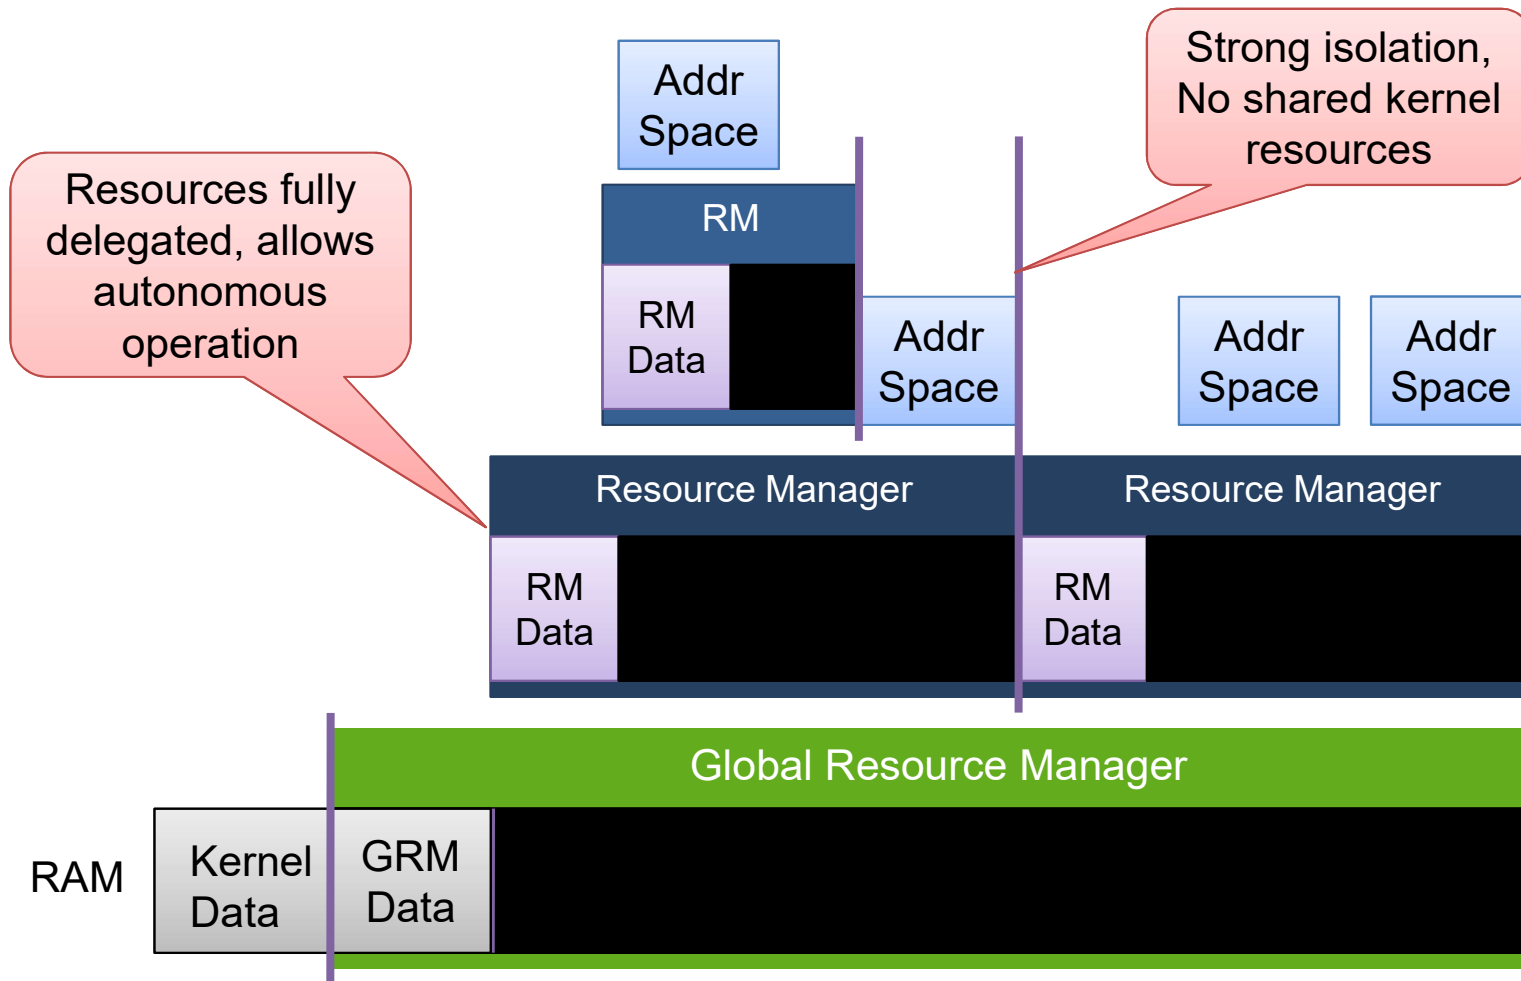 Addr
Space
Strong isolation,
No shared kernel
resources
Resources fully
delegated, allows
autonomous
operation
RM
RM
Data
Addr
Space
Addr
Space
Addr
Space
Resource Manager
Resource Manager
RM
Data
RM
Data
Global Resource Manager
RAM
Kernel
Data
GRM
Data